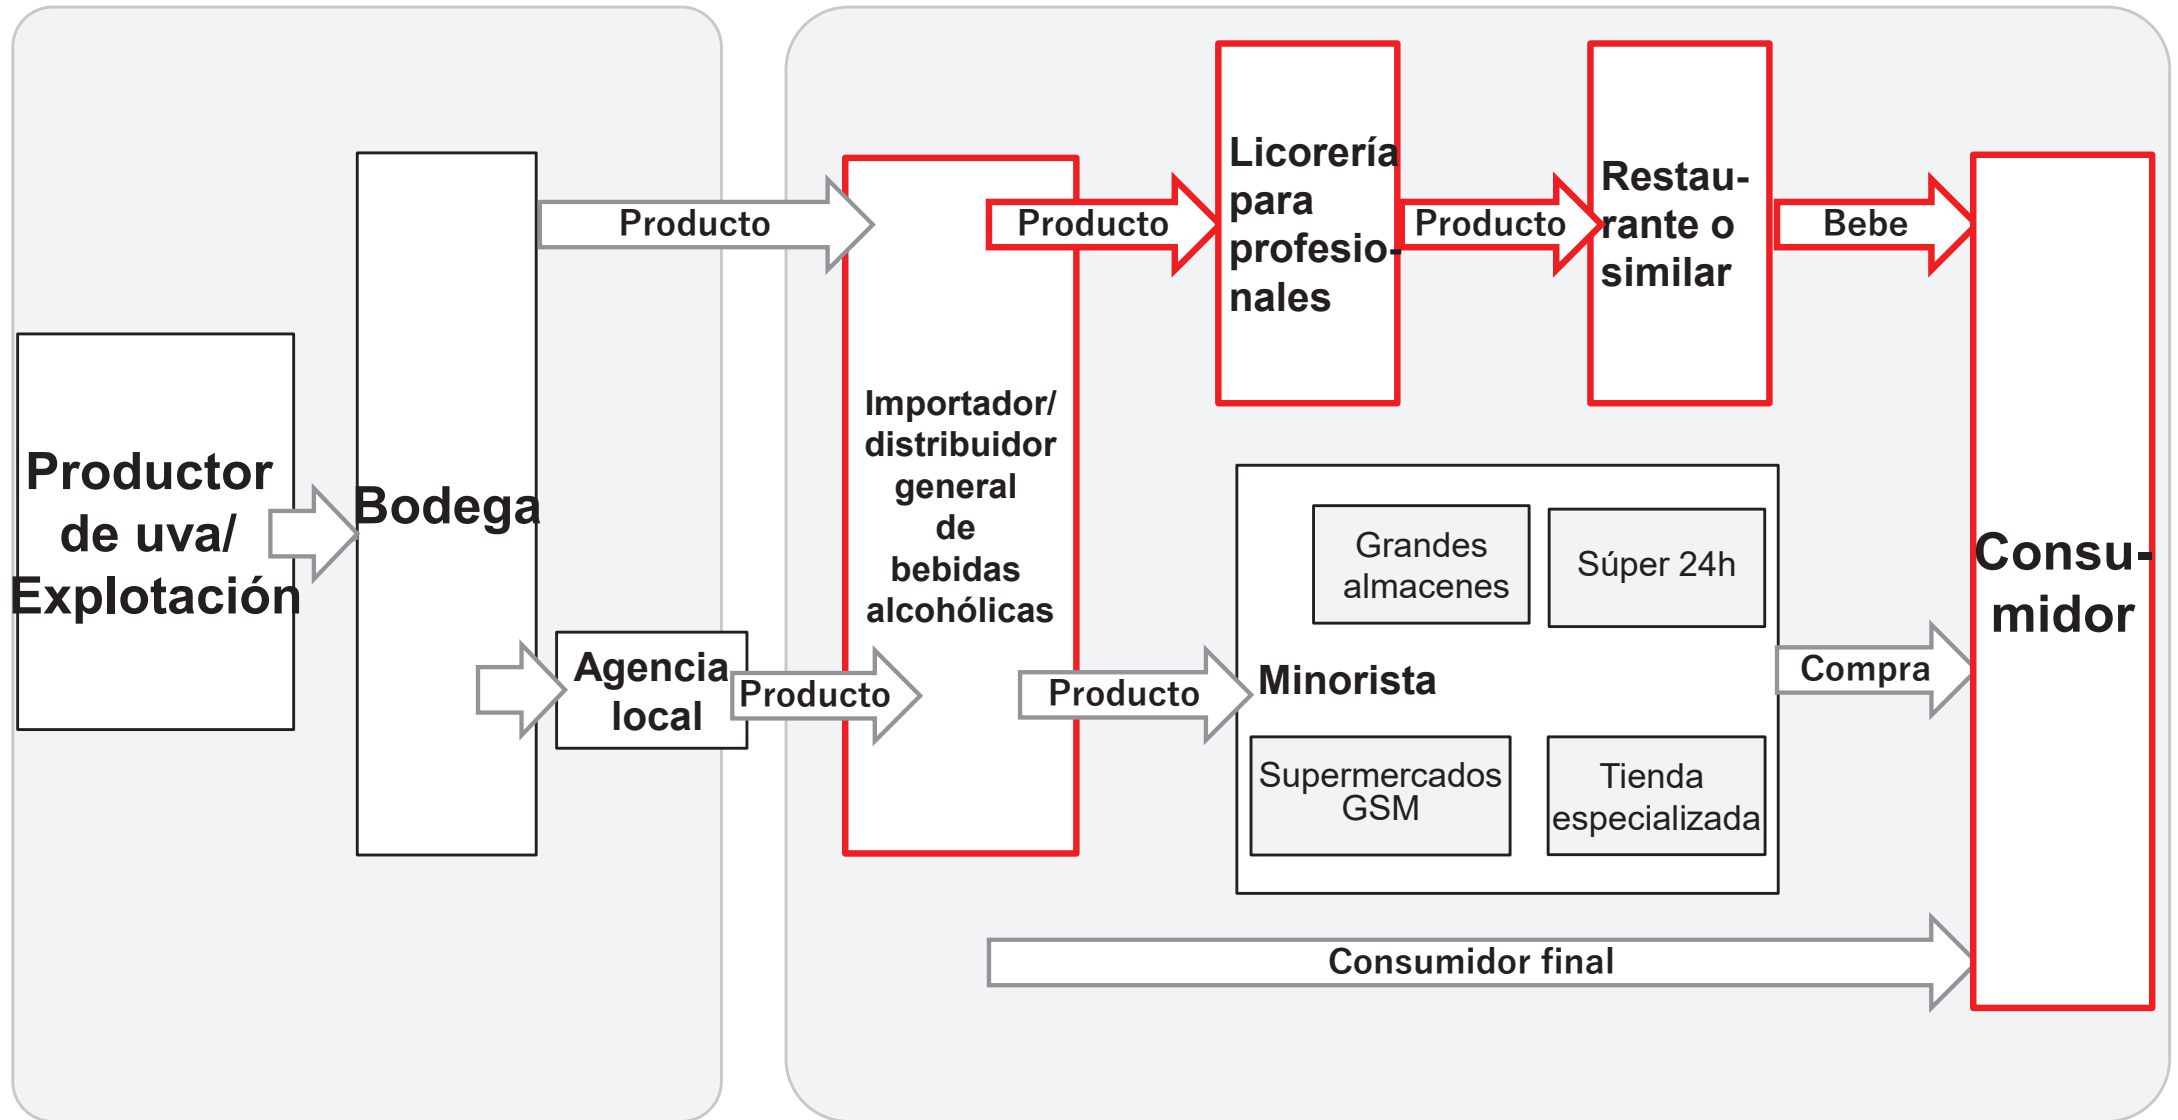 Productor
de uva/
Explotación
Bodega
Producto
Agencia
local
Producto
Importador/
distribuidor
general
de
bebidas
alcohólicas
Producto
Licorería
para
profesio-
nales
Producto
Restau-
rante o
similar
Bebe
Producto
Minorista
Grandes
almacenes
Súper 24h
Supermercados
GSM
Tienda
especializada
Compra
Consumidor final
Consu-
midor